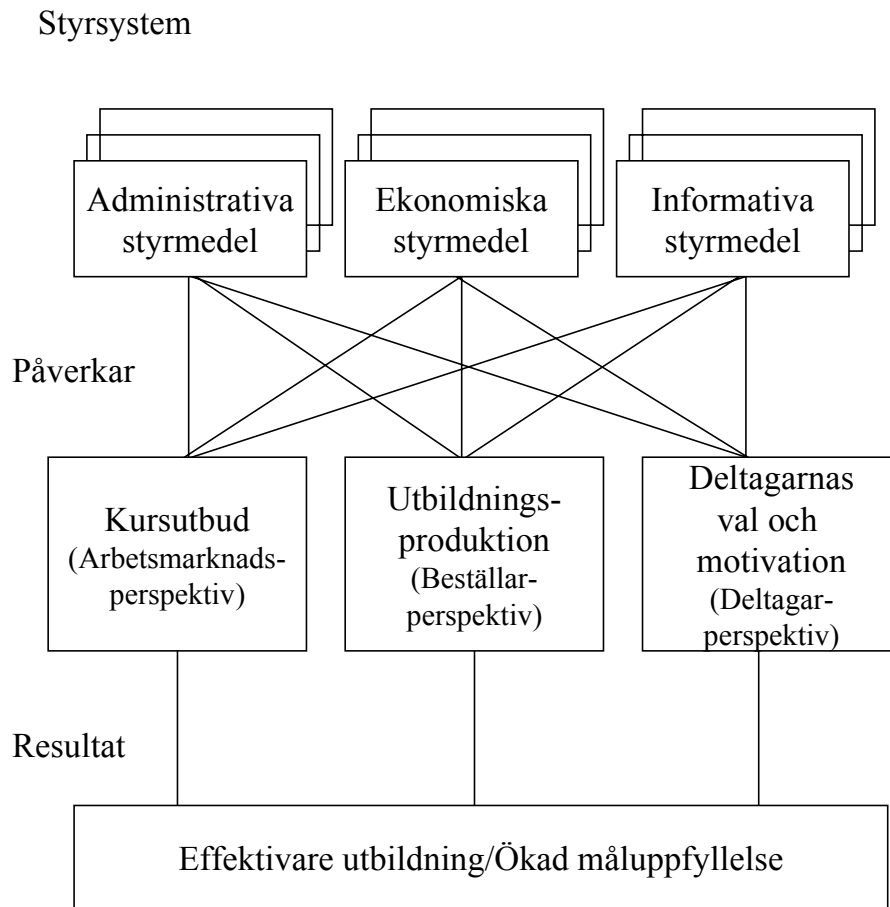 Styrsystem
Administrativa
styrmedel
Ekonomiska
styrmedel
Informativa
styrmedel
Påverkar
Kursutbud
(Arbetsmarknads-
perspektiv)
Utbildnings-
produktion
(Beställar-
perspektiv)
Deltagarnas
val och
motivation
(Deltagar-
perspektiv)
Resultat
Effektivare utbildning/Ökad måluppfyllelse